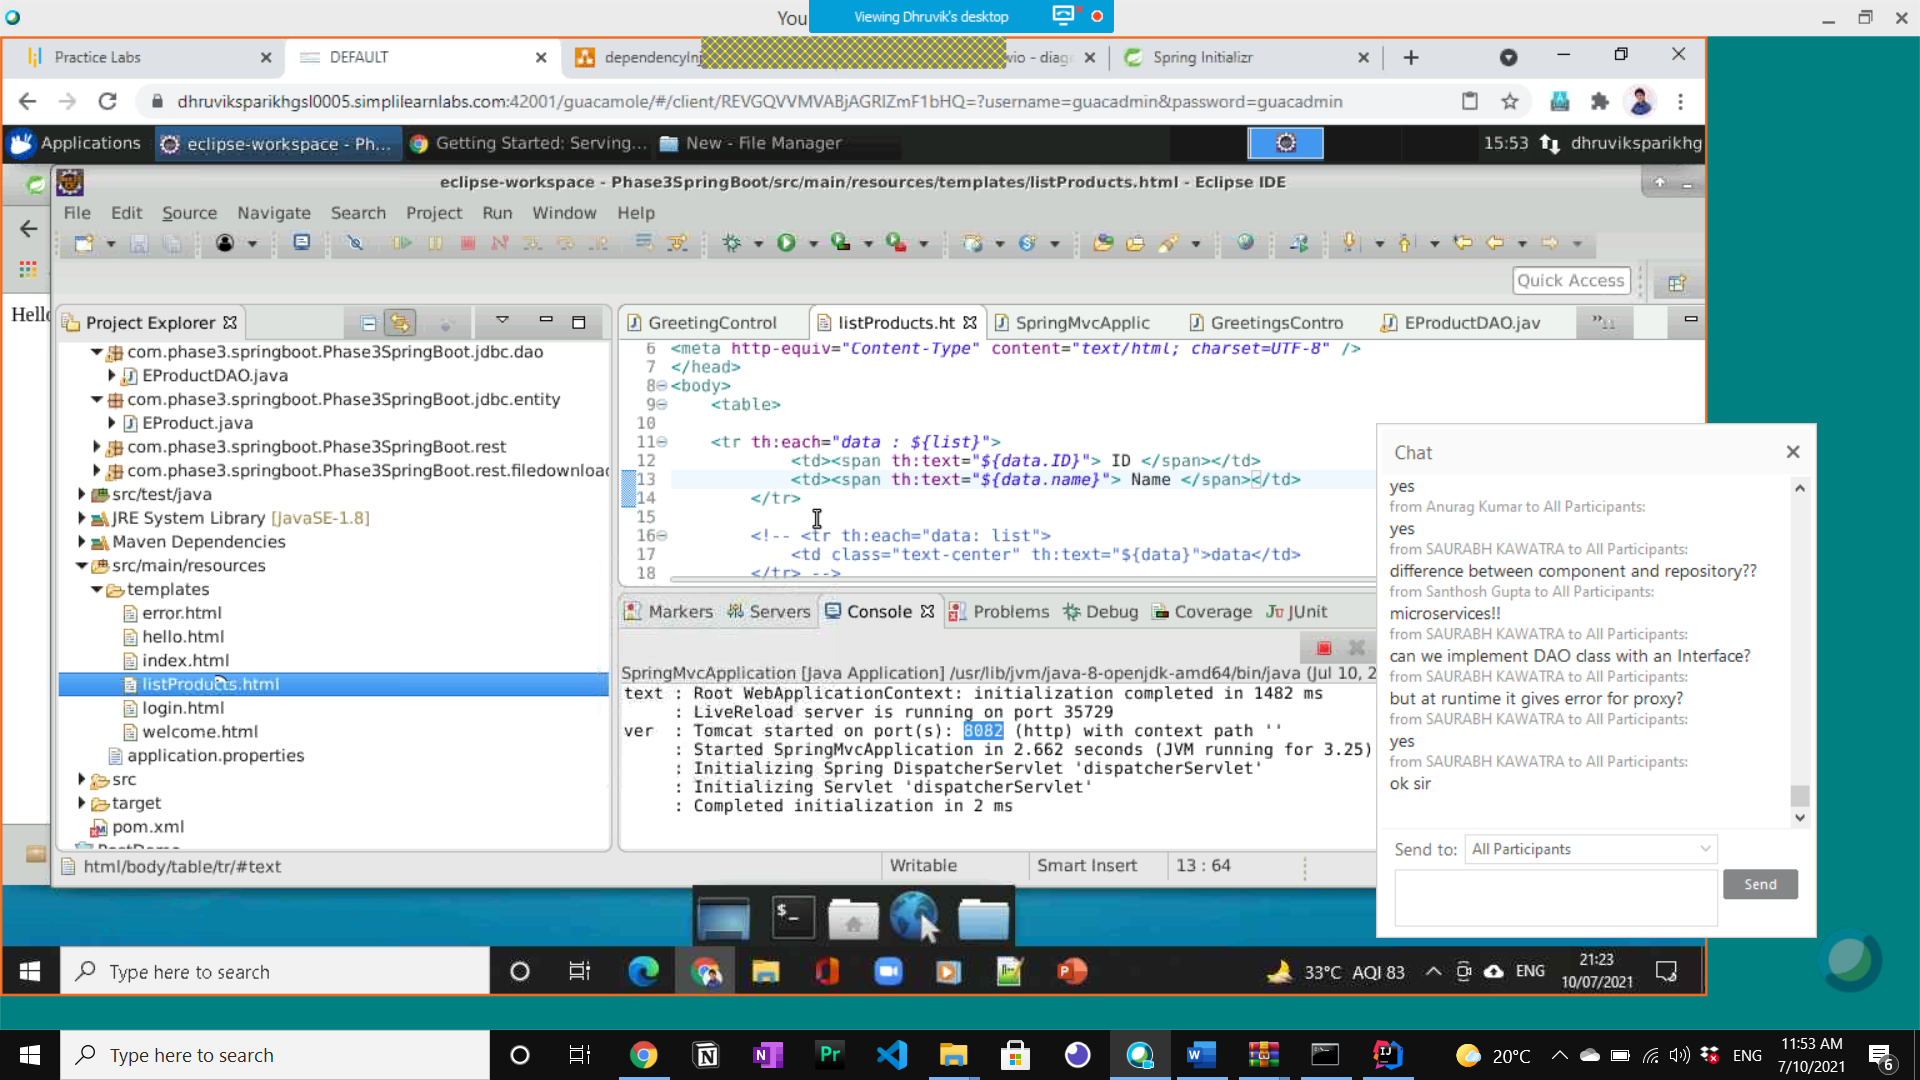 You
Viewing Dhruvik's desktop
Practice Labs
DEFAULT
dependencyInj
vio - diag
Spring Initializr
dhruviksparikhgsl0005.simplilearnlabs.com:42001/guacamole/#/client/REVGQVVMVABjAGRlZmF1bHQ=?username=guacadmin&password=guacadmin
Applications
eclipse-workspace - Ph...
Getting Started: Serving...
New - File Manager
15:53
dhruviksparikhg
eclipse-workspace - Phase3SpringBoot/src/main/resources/templates/listProducts.html - Eclipse IDE
File Edit Source Navigate Search Project Run Window Help
Quick Access
Hello
Project Explorer
com.phase3.springboot.Phase3SpringBoot.jdbc.dao
EProductDAO.java
com.phase3.springboot.Phase3SpringBoot.jdbc.entity
EProduct.java
com.phase3.springboot.Phase3SpringBoot.rest
com.phase3.springboot.Phase3SpringBoot.rest.filedownload
src/test/java
JRE System Library [JavaSE-1.8]
Maven Dependencies
src/main/resources
templates
error.html
hello.html
index.html
listProducts.html
login.html
welcome.html
application.properties
src
target
pom.xml
GreetingControl
listProducts.ht
SpringMvcApplic
GreetingsContro
EProductDAO.jav
»11
6 <meta http-equiv="Content-Type" content="text/html; charset=UTF-8" />
7 </head>
8 <body>
9 <table>
10
11 <tr th:each="data : ${list}">
12 <td><span th:text="${data.ID}"> ID </span></td>
13 <td><span th:text="${data.name}"> Name </span></td>
14 </tr>
15
16 <!-- <tr th:each="data: list">
17 <td class="text-center" th:text="${data}">data</td>
18 </tr> -->
Markers Servers Console Problems Debug Coverage JUnit
SpringMvcApplication [Java Application] /usr/lib/jvm/java-8-openjdk-amd64/bin/java (Jul 10, 2
text : Root WebApplicationContext: initialization completed in 1482 ms
: LiveReload server is running on port 35729
ver : Tomcat started on port(s): 8082 (http) with context path ''
: Started SpringMvcApplication in 2.662 seconds (JVM running for 3.25)
: Initializing Spring DispatcherServlet 'dispatcherServlet'
: Initializing Servlet 'dispatcherServlet'
: Completed initialization in 2 ms
html/body/table/tr/#text
Writable
Smart Insert
13 : 64
Chat
yes
from Anurag Kumar to All Participants:
yes
from SAURABH KAWATRA to All Participants:
difference between component and repository??
from Santhosh Gupta to All Participants:
microservices!!
from SAURABH KAWATRA to All Participants:
can we implement DAO class with an Interface?
from SAURABH KAWATRA to All Participants:
but at runtime it gives error for proxy?
from SAURABH KAWATRA to All Participants:
yes
from SAURABH KAWATRA to All Participants:
ok sir
Send to: All Participants
Send
Type here to search
33°C AQI 83
ENG
21:23
10/07/2021
Type here to search
20°C
ENG
11:53 AM
7/10/2021
6